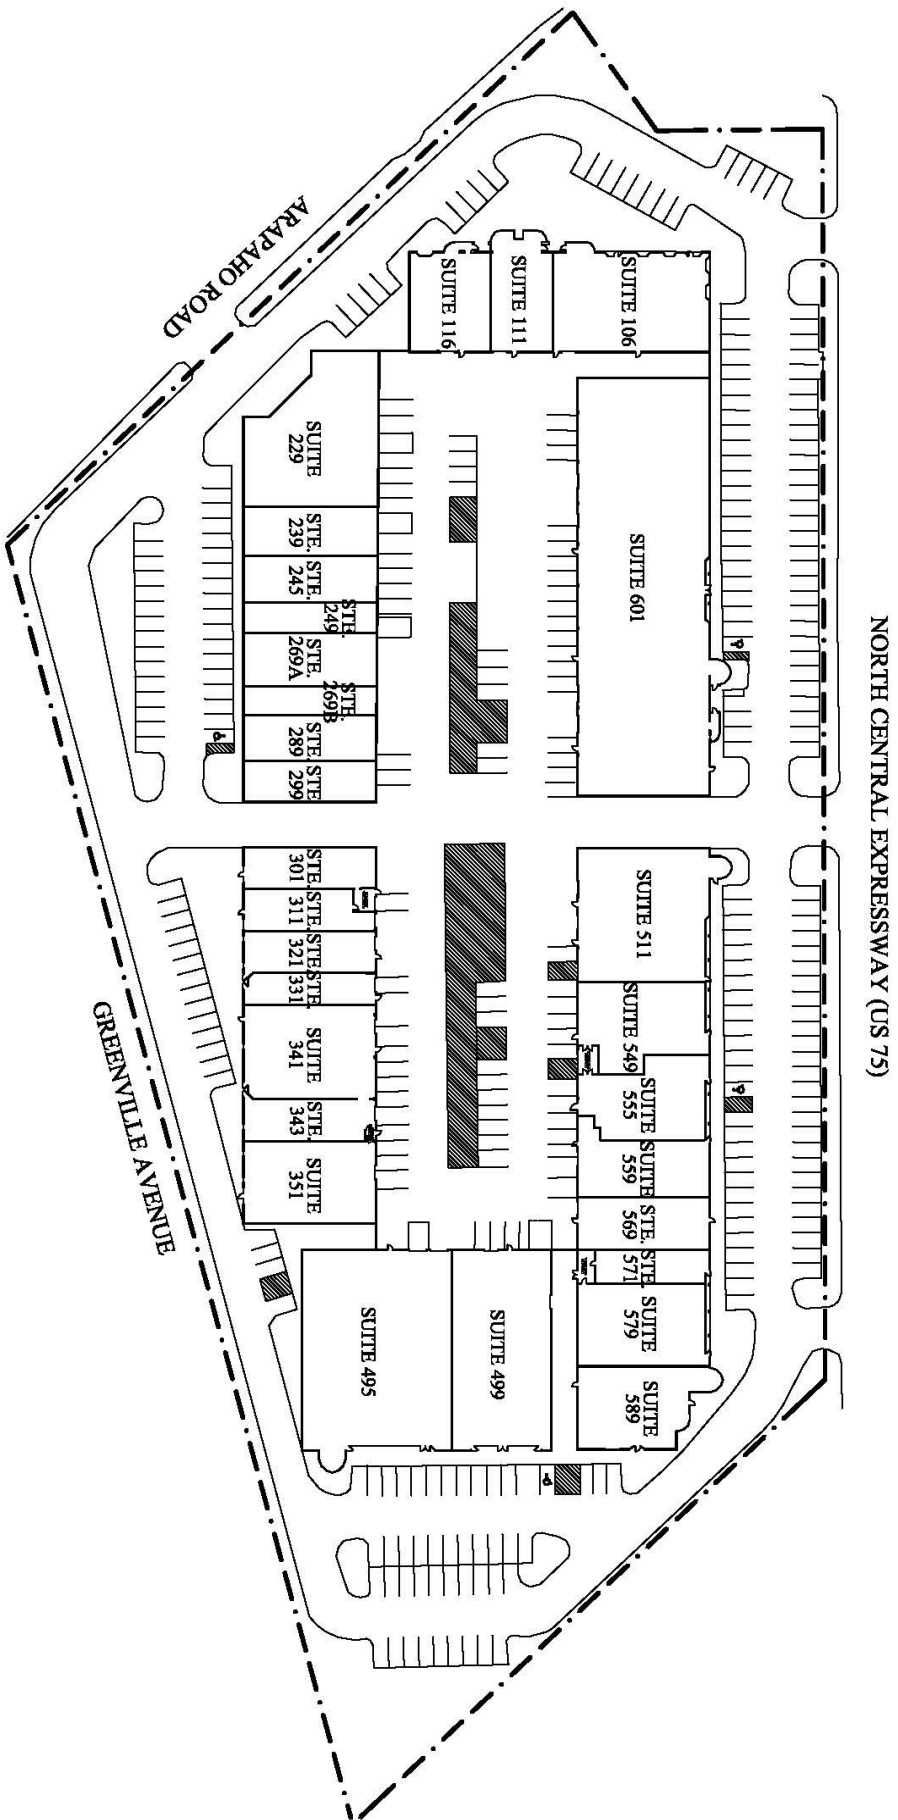 NORTH CENTRAL EXPRESSWAY (US 75)
ARAPAHO ROAD
GREENVILLE AVENUE
SUITE 106
SUITE 111
SUITE 116
SUITE 601
SUITE
229
STE.
239
STE.
245
STE.
249
STE.
269A
STE.
269B
STE.
289
STE
299
STE.
301
STE.
311
STE.
321
STE.
331
SUITE
341
STE.
343
SUITE
351
SUITE 511
SUITE 549
SUITE
555
SUITE
559
STE.
569
STE.
571
SUITE
579
SUITE
589
SUITE 499
SUITE 495